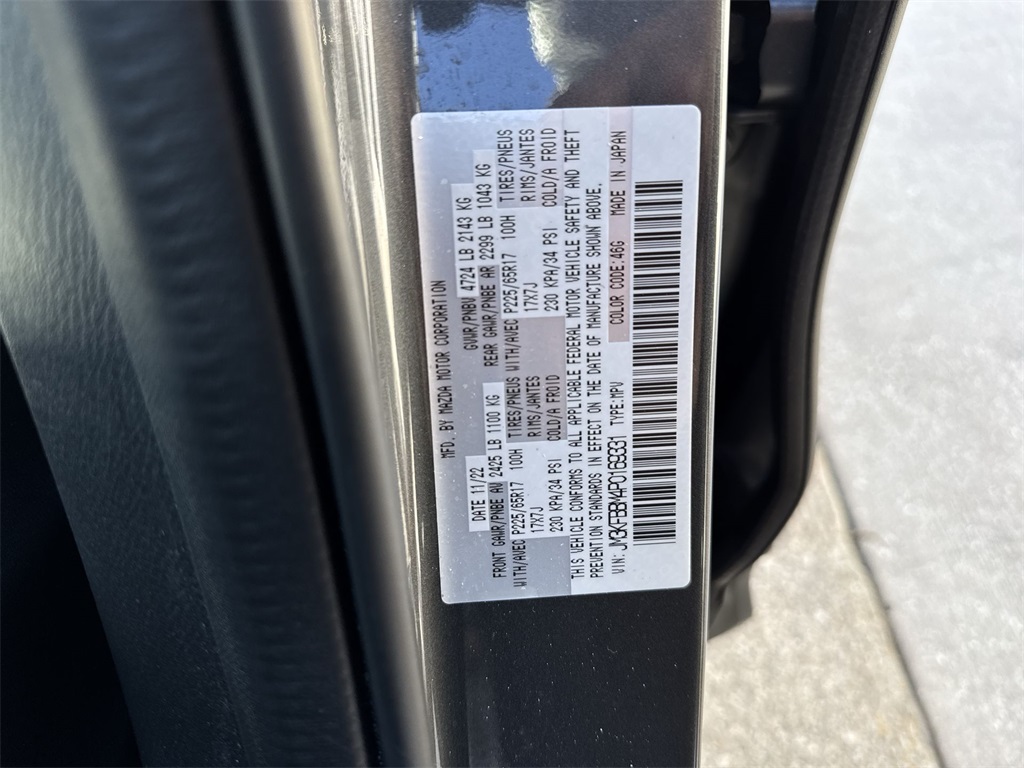 MFD. BY MAZDA MOTOR CORPORATION
DATE 11/22 GVWR/PNBV 4724 LB 2143 KG
FRONT GAWR/PNBE AV 2425 LB 1100 KG REAR GAWR/PNBE AR 2299 LB 1043 KG
WITH/AVEC P225/65R17 100H TIRES/PNEUS WITH/AVEC P225/65R17 100H TIRES/PNEUS
17X7J RIMS/JANTES 17X7J RIMS/JANTES
230 KPA/34 PSI COLD/A FROID 230 KPA/34 PSI COLD/A FROID
THIS VEHICLE CONFORMS TO ALL APPLICABLE FEDERAL MOTOR VEHICLE SAFETY AND THEFT
PREVENTION STANDARDS IN EFFECT ON THE DATE OF MANUFACTURE SHOWN ABOVE.
VIN: JM3KFBBM4P0169331 TYPE:MPV COLOR CODE:46G MADE IN JAPAN